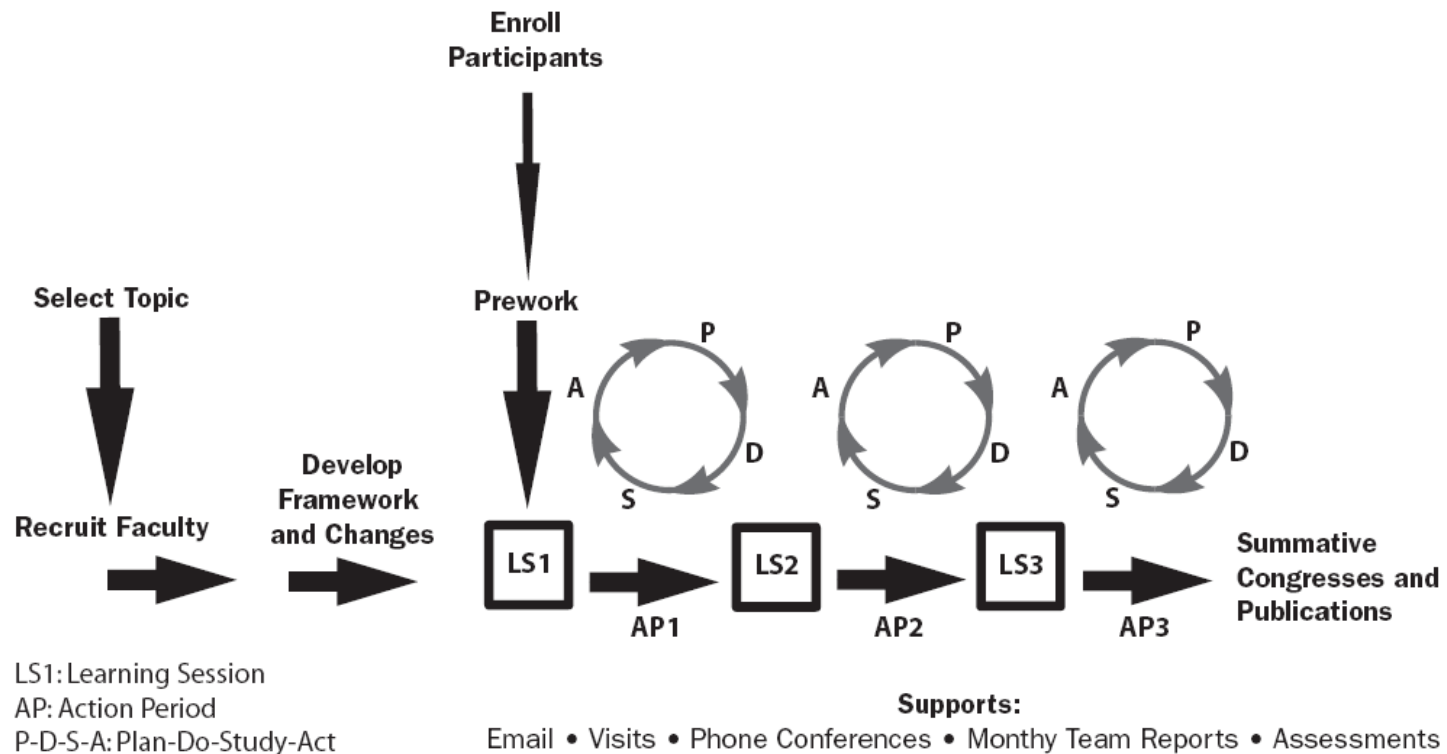 Enroll
Participants
Select Topic
Prework
P
A
D
S
P
A
D
S
P
A
D
S
Recruit Faculty
Develop
Framework
and Changes
LS1
LS2
LS3
AP1
AP2
AP3
Summative
Congresses and
Publications
LS1: Learning Session
AP: Action Period
P-D-S-A: Plan-Do-Study-Act
Supports:
Email • Visits • Phone Conferences • Monthy Team Reports • Assessments